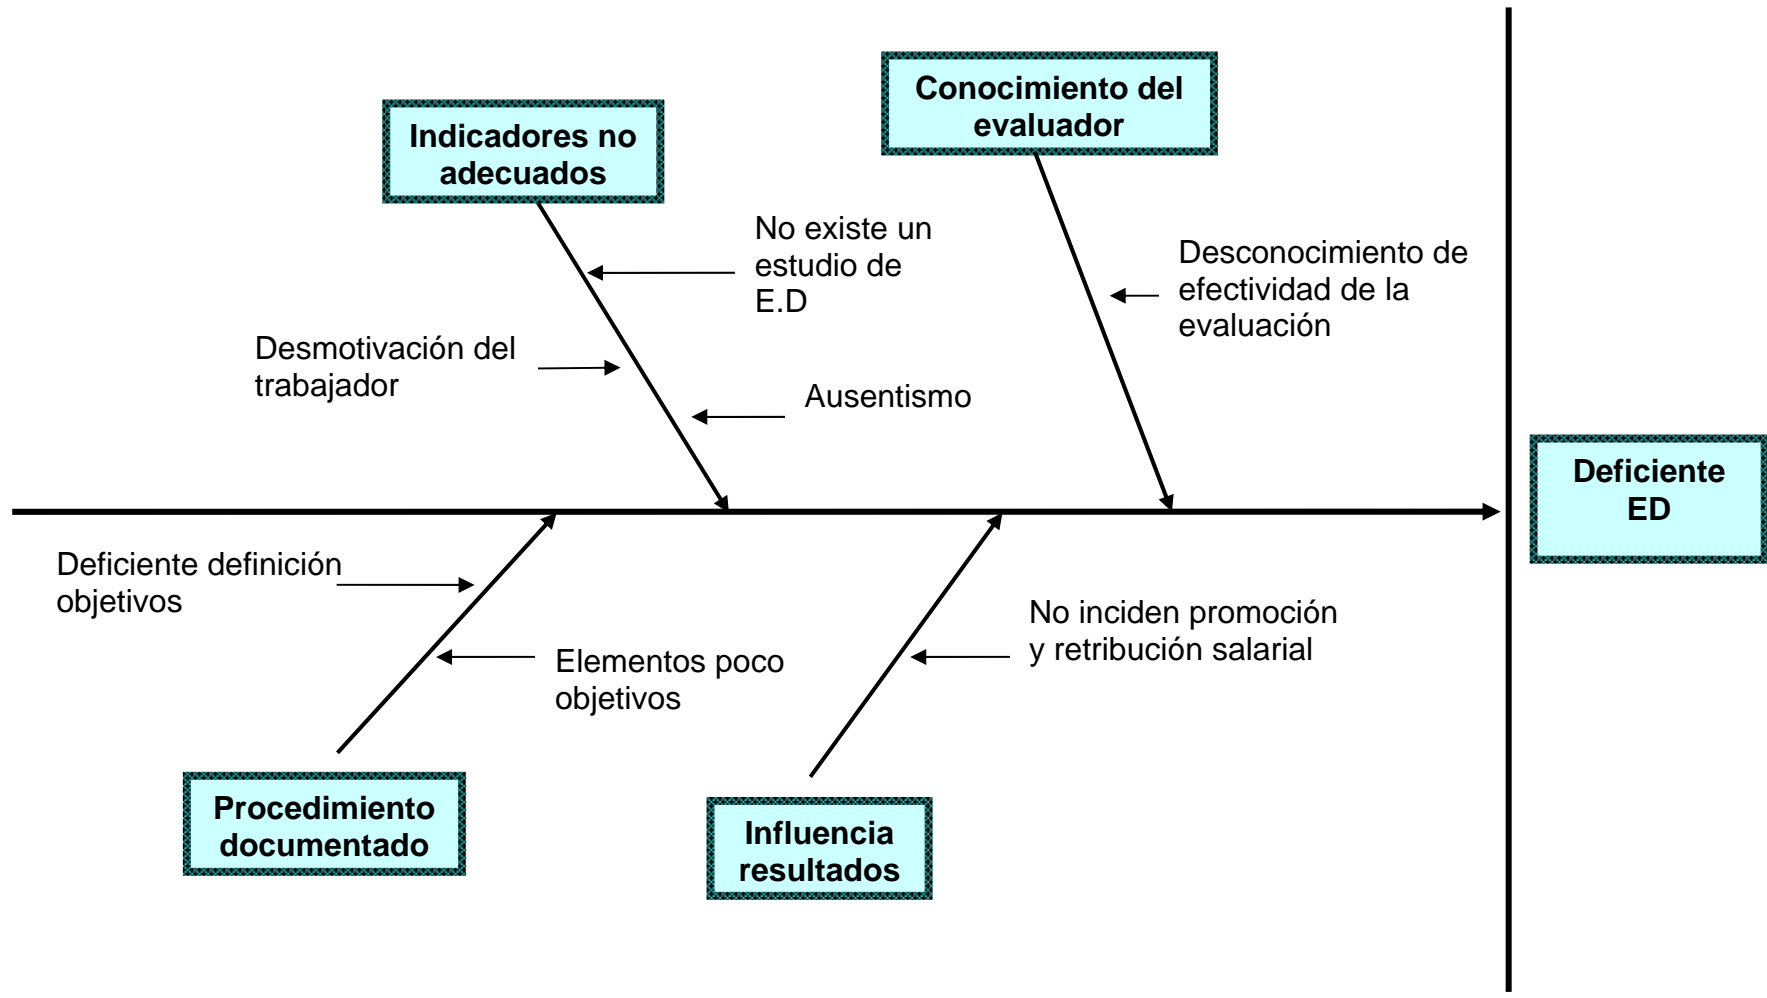 Conocimiento del
evaluador
Indicadores no
adecuados
No existe un
estudio de
E.D
Desconocimiento de
efectividad de la
evaluación
Desmotivación del
trabajador
Ausentismo
Deficiente
ED
Deficiente definición
objetivos
No inciden promoción
y retribución salarial
Elementos poco
objetivos
Procedimiento
documentado
Influencia
resultados